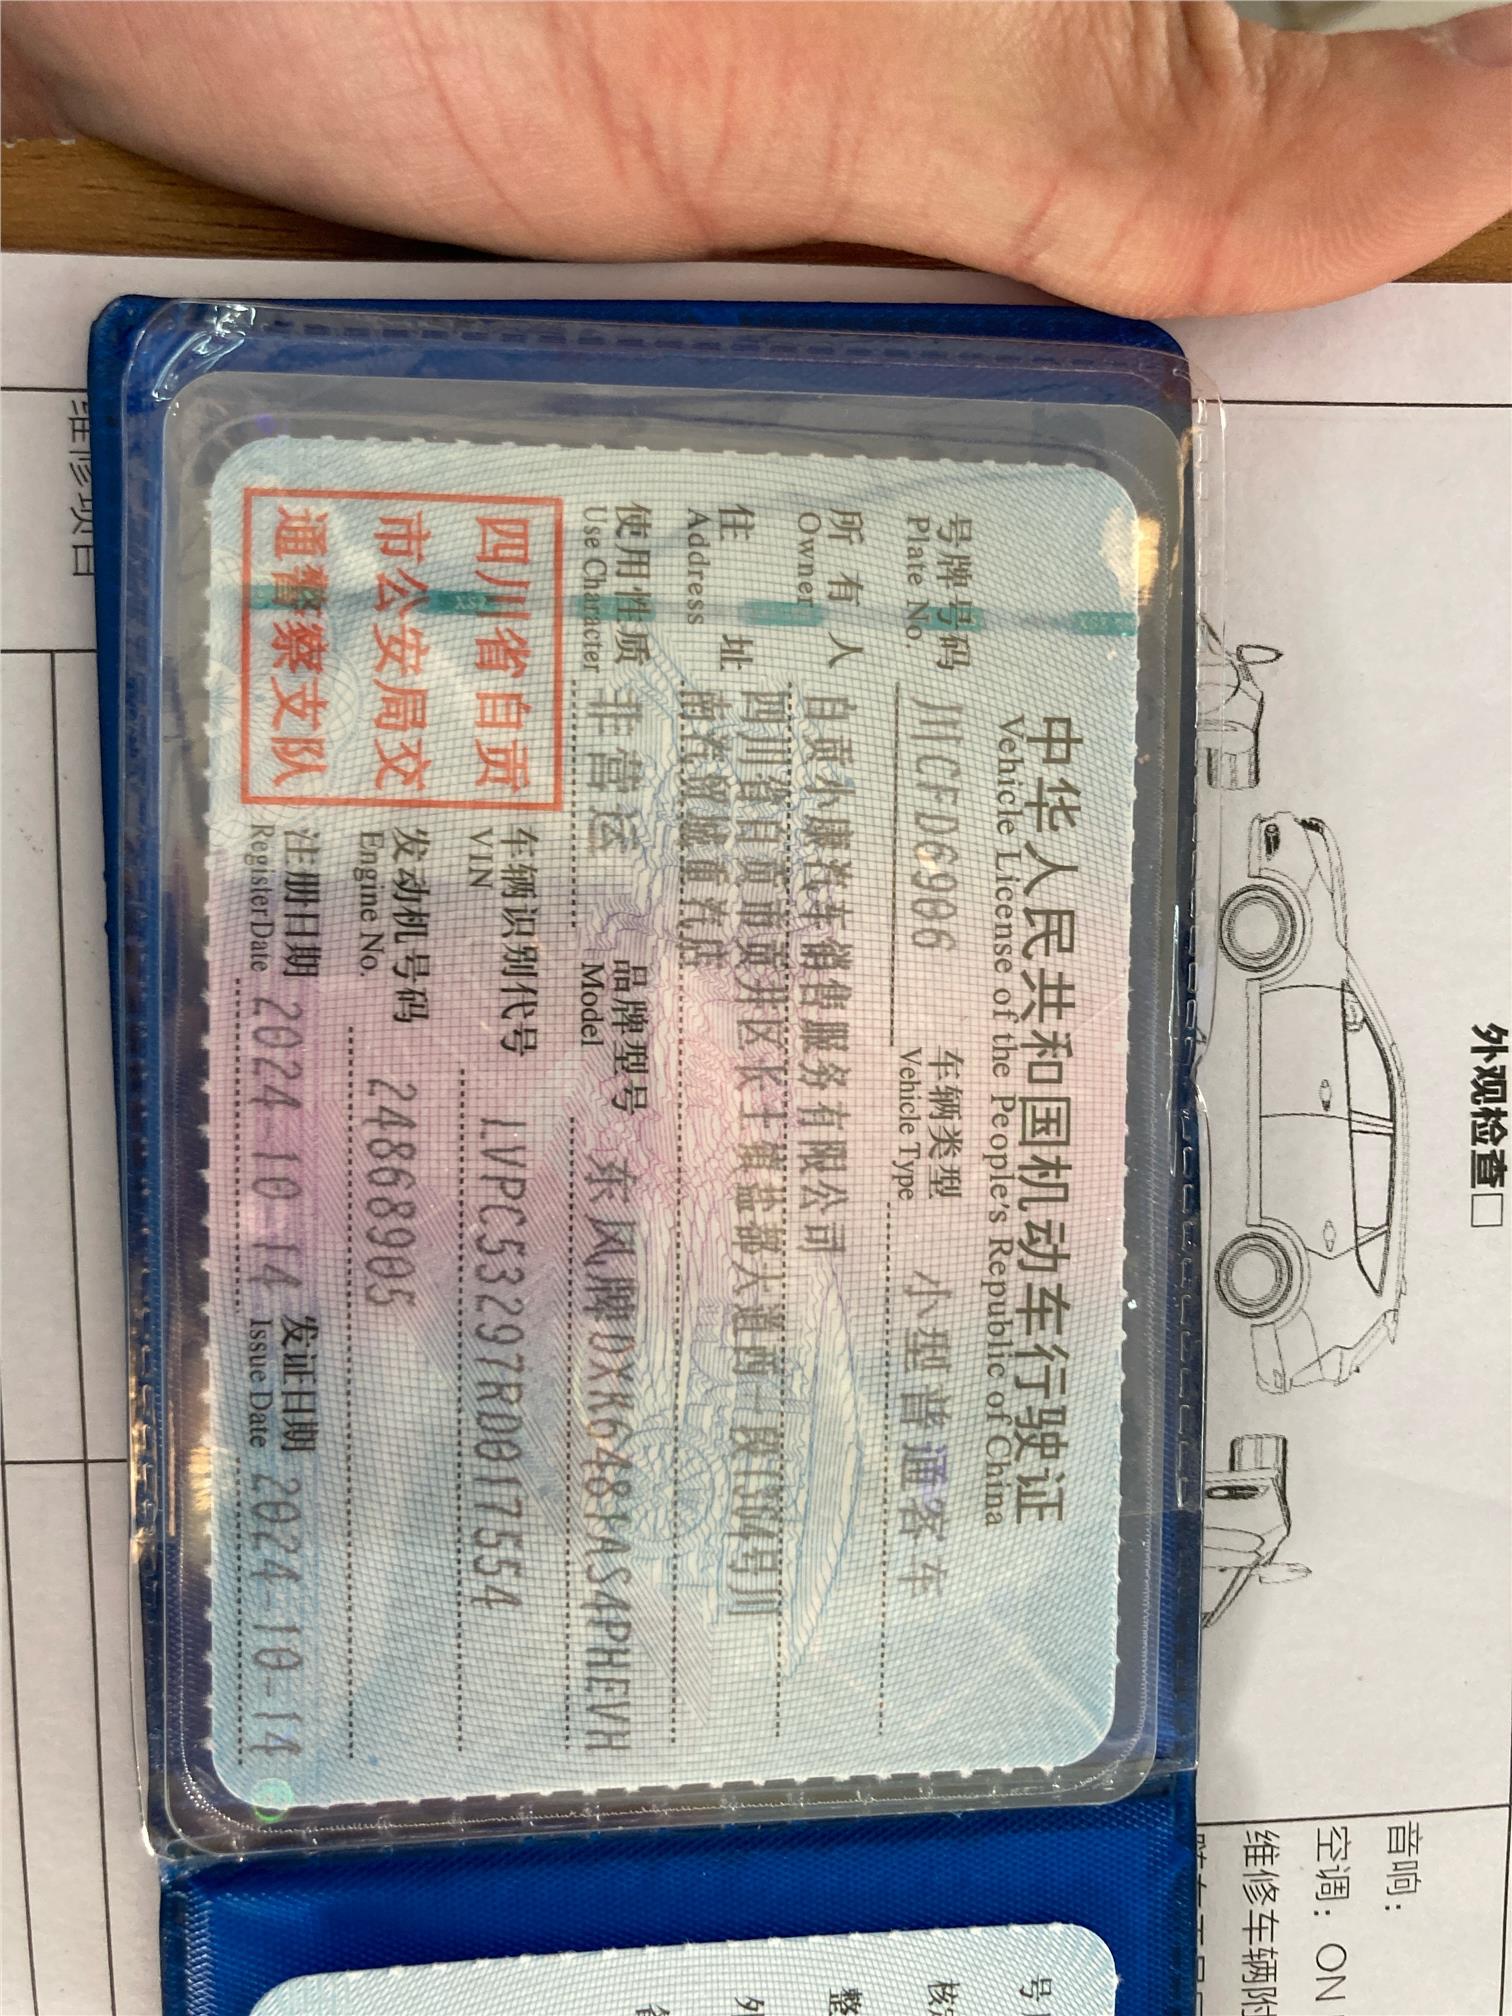 中华人民共和国机动车行驶证
Vehicle License of the People's Republic of China
号牌号码 川CFD6906 车辆类型 小型普通客车
Plate No. Vehicle Type
所有人 自贡小康汽车销售服务有限公司
Owner
住址 四川省自贡市贡井区长土镇盐都大道西一段1504号川
Address 南茂贸城重汽店
使用性质 非营运 品牌型号 东风牌DXK6481AS4PHEVH
Use Character Model
四川省自贡
市公安局交
通警察支队
车辆识别代号 LVPC53297RD017554
VIN
发动机号码 24868905
Engine No.
注册日期 2024-10-14 发证日期 2024-10-14
Register Date Issue Date
外观检查□
音响：
空调：ON
维修车辆附
维修项目